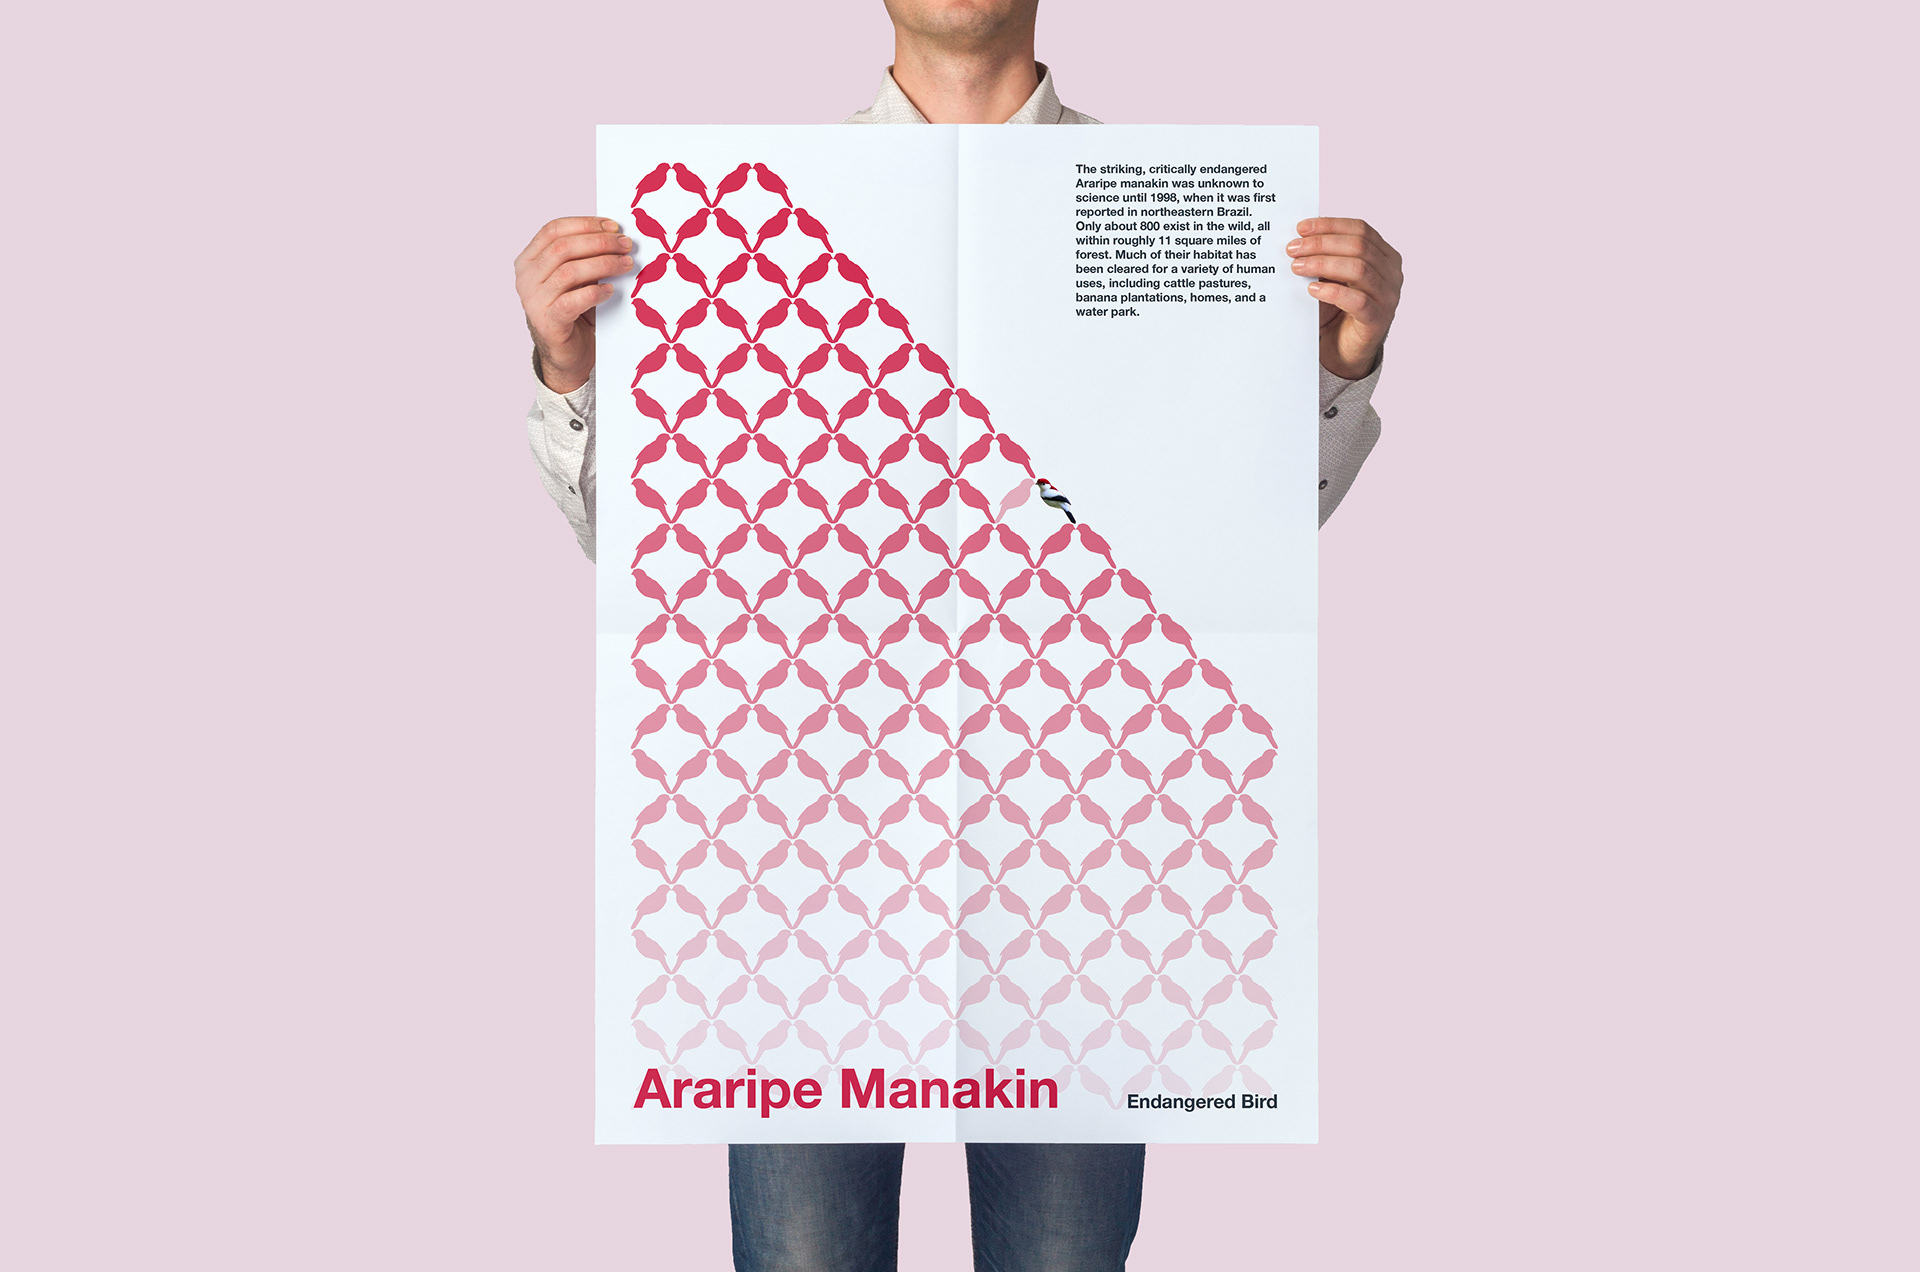 The striking, critically endangered
Araripe manakin was unknown to
science until 1998, when it was first
reported in northeastern Brazil.
Only about 800 exist in the wild, all
within roughly 11 square miles of
forest. Much of their habitat has
been cleared for a variety of human
uses, including cattle pastures,
banana plantations, homes, and a
water park.
Araripe Manakin
Endangered Bird